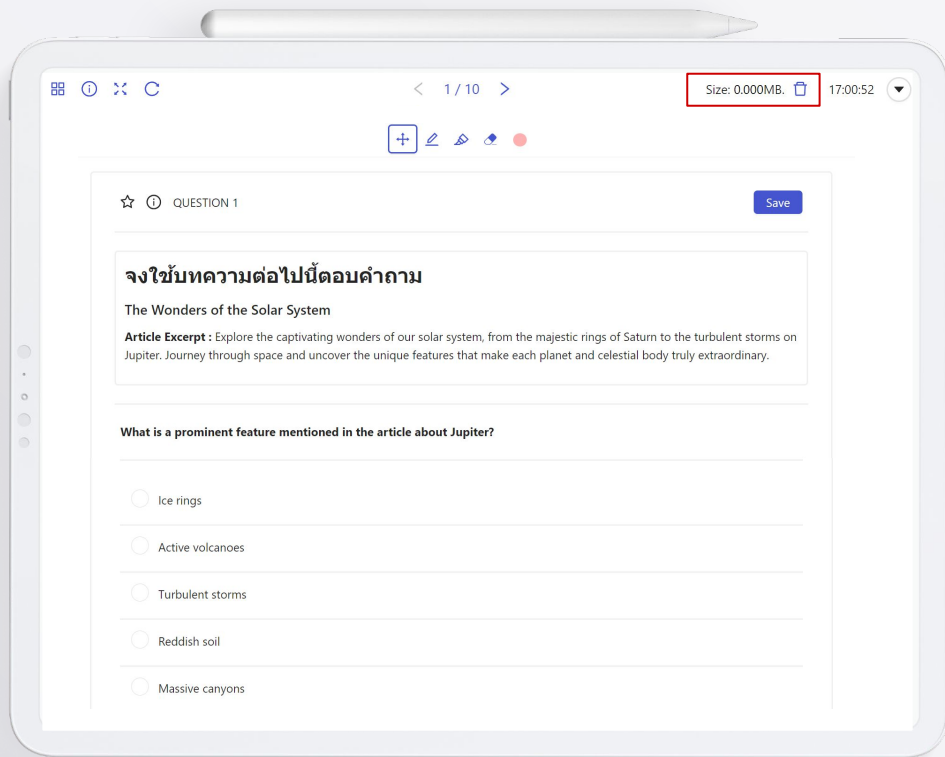 1 / 10
Size: 0.000MB.
17:00:52
QUESTION 1
Save
จงใช้บทความต่อไปนี้ตอบคำถาม
The Wonders of the Solar System
Article Excerpt : Explore the captivating wonders of our solar system, from the majestic rings of Saturn to the turbulent storms on
Jupiter. Journey through space and uncover the unique features that make each planet and celestial body truly extraordinary.
What is a prominent feature mentioned in the article about Jupiter?
Ice rings
Active volcanoes
Turbulent storms
Reddish soil
Massive canyons